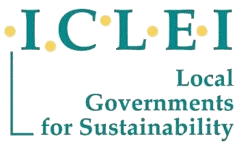 ·I.C·L·E·I
Local
Governments
for Sustainability